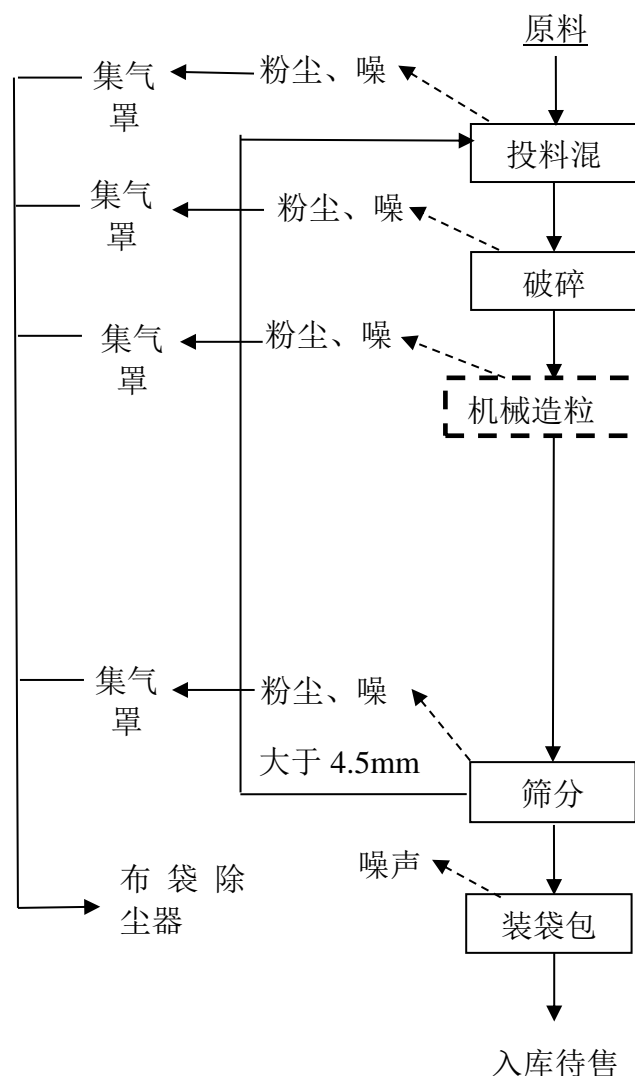 原料
集气
罩
粉尘、噪
投料混
集气
罩
粉尘、噪
破碎
集气
罩
粉尘、噪
机械造粒
集气
罩
粉尘、噪
大于 4.5mm
筛分
噪声
布 袋 除
尘器
装袋包
入库待售